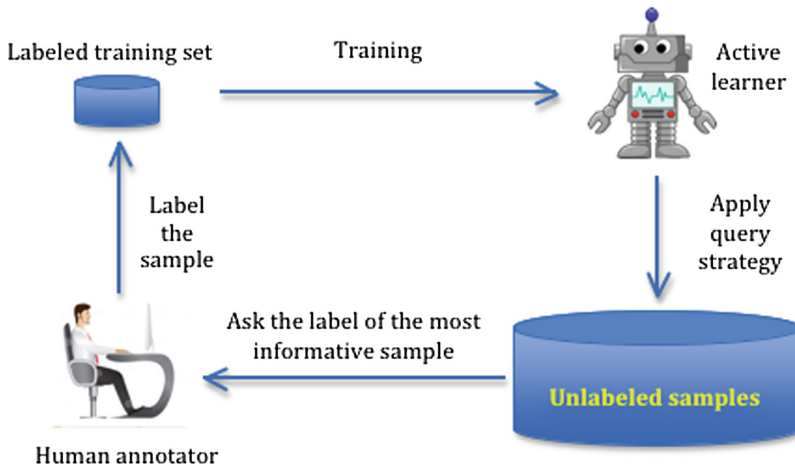 Labeled training set
Training
Active
learner
Label
the
sample
Apply
query
strategy
Ask the label of the most
informative sample
Unlabeled samples
Human annotator